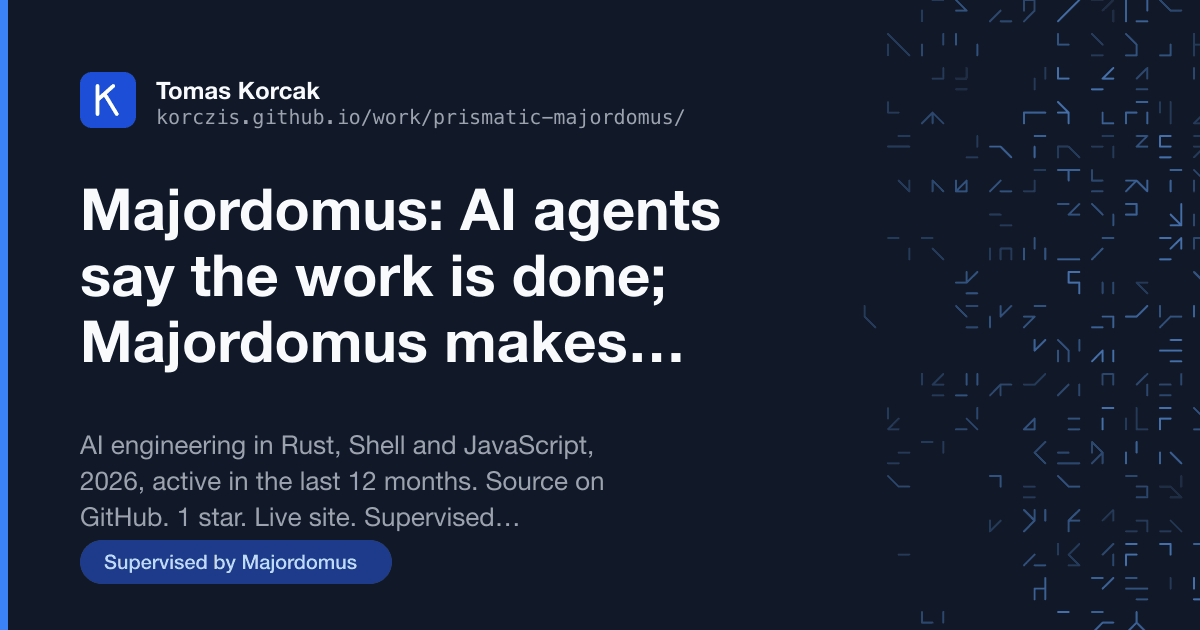 K
Tomas Korcak
korczis.github.io/work/prismatic-majordomus/
Majordomus: AI agents
say the work is done;
Majordomus makes…
AI engineering in Rust, Shell and JavaScript,
2026, active in the last 12 months. Source on
GitHub. 1 star. Live site. Supervised…
Supervised by Majordomus